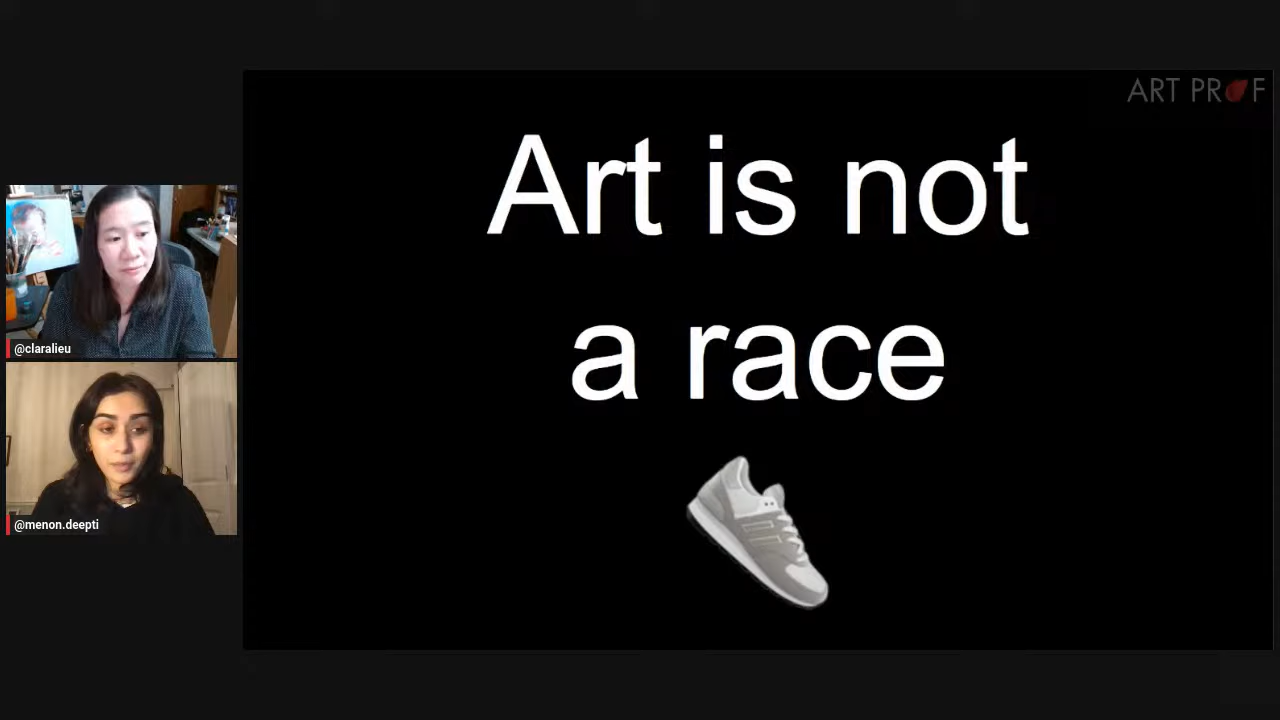 ART PROF
Art is not
a race
@claralieu
@menon.deepti